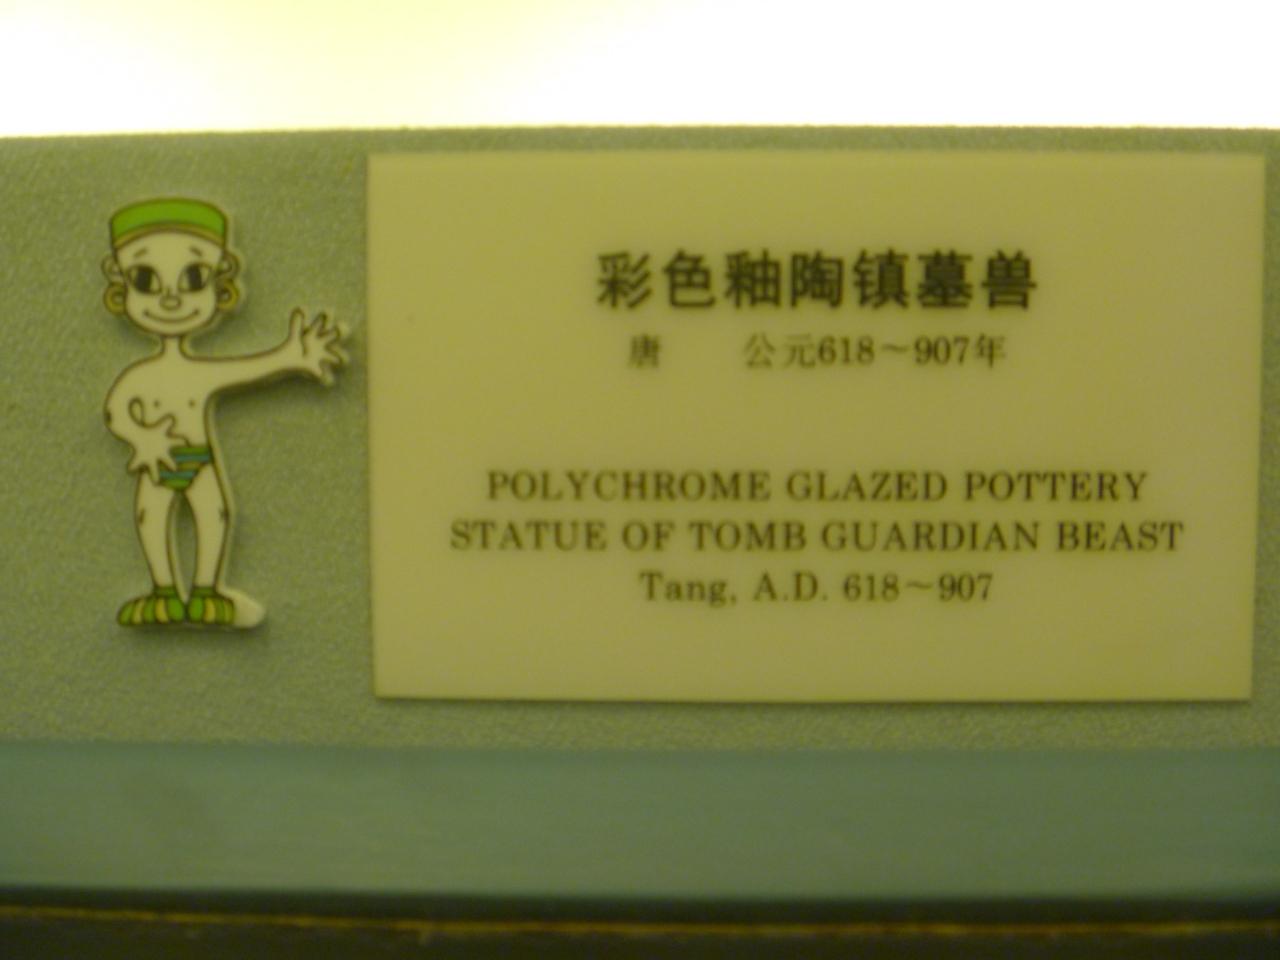 彩色釉陶镇墓兽
唐 公元618～907年
POLYCHROME GLAZED POTTERY
STATUE OF TOMB GUARDIAN BEAST
Tang, A.D. 618～907